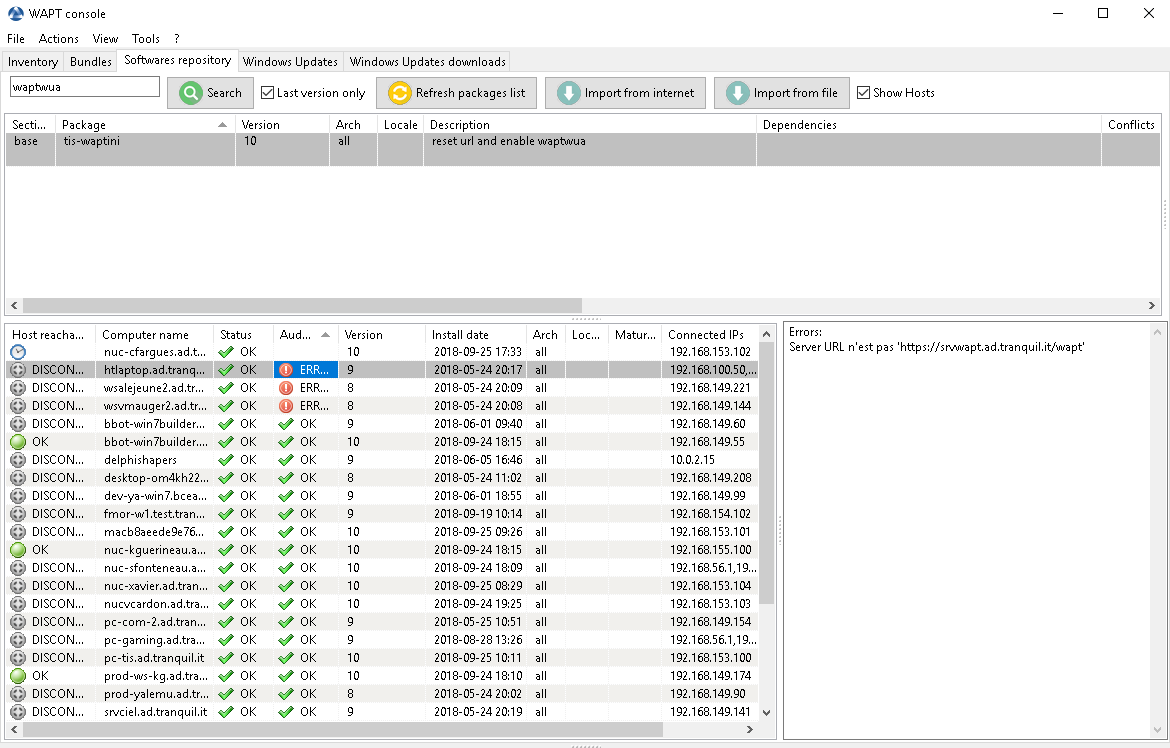 WAPT console
File Actions View Tools ?
Inventory Bundles Softwares repository Windows Updates Windows Updates downloads
waptwua Search Last version only Refresh packages list Import from internet Import from file Show Hosts
Secti... Package Version Arch Locale Description Dependencies Conflicts
base tis-waptini 10 all reset url and enable waptwua
Host reacha... Computer name Status Aud... Version Install date Arch Loc... Matur... Connected IPs
nuc-cfargues.ad.t... OK 10 2018-09-25 17:33 all 192.168.153.102
DISCON... htlaptop.ad.tranq... OK ERR... 9 2018-05-24 20:17 all 192.168.100.50,...
DISCON... wsalejeune2.ad.tr... OK ERR... 8 2018-05-24 20:09 all 192.168.149.221
DISCON... wsvmauger2.ad.tr... OK ERR... 8 2018-05-24 20:08 all 192.168.149.144
DISCON... bbot-win7builder... OK OK 9 2018-06-01 09:40 all 192.168.149.60
OK bbot-win7builder.... OK OK 10 2018-09-24 18:15 all 192.168.149.55
DISCON... delphishapers OK OK 9 2018-06-05 16:46 all 10.0.2.15
DISCON... desktop-om4kh22... OK OK 8 2018-05-24 11:02 all 192.168.149.208
DISCON... dev-ya-win7.bcea... OK OK 9 2018-06-01 18:55 all 192.168.149.99
DISCON... fmor-w1.test.tran... OK OK 9 2018-09-19 10:14 all 192.168.154.102
DISCON... macb8aeede9e76... OK OK 10 2018-09-25 09:26 all 192.168.153.101
OK nuc-kguerineau.a... OK OK 10 2018-09-24 18:15 all 192.168.155.100
DISCON... nuc-sfonteneau.a... OK OK 10 2018-09-24 18:09 all 192.168.56.1,19...
DISCON... nuc-xavier.ad.tran... OK OK 10 2018-09-25 08:29 all 192.168.153.104
DISCON... nucvcardon.ad.tra... OK OK 10 2018-09-24 19:25 all 192.168.153.103
DISCON... pc-com-2.ad.tran... OK OK 9 2018-05-25 10:51 all 192.168.149.154
DISCON... pc-gaming.ad.tra... OK OK 9 2018-08-28 13:26 all 192.168.56.1,19...
DISCON... pc-tis.ad.tranquil.it OK OK 10 2018-09-25 10:11 all 192.168.153.100
OK prod-ws-kg.ad.tra... OK OK 10 2018-09-24 18:10 all 192.168.149.174
DISCON... prod-yalemu.ad.tr... OK OK 8 2018-05-24 20:02 all 192.168.149.90
DISCON... srvciel.ad.tranquil.it OK OK 9 2018-05-24 20:19 all 192.168.149.141
Errors:
Server URL n'est pas 'https://srvwapt.ad.tranquil.it/wapt'